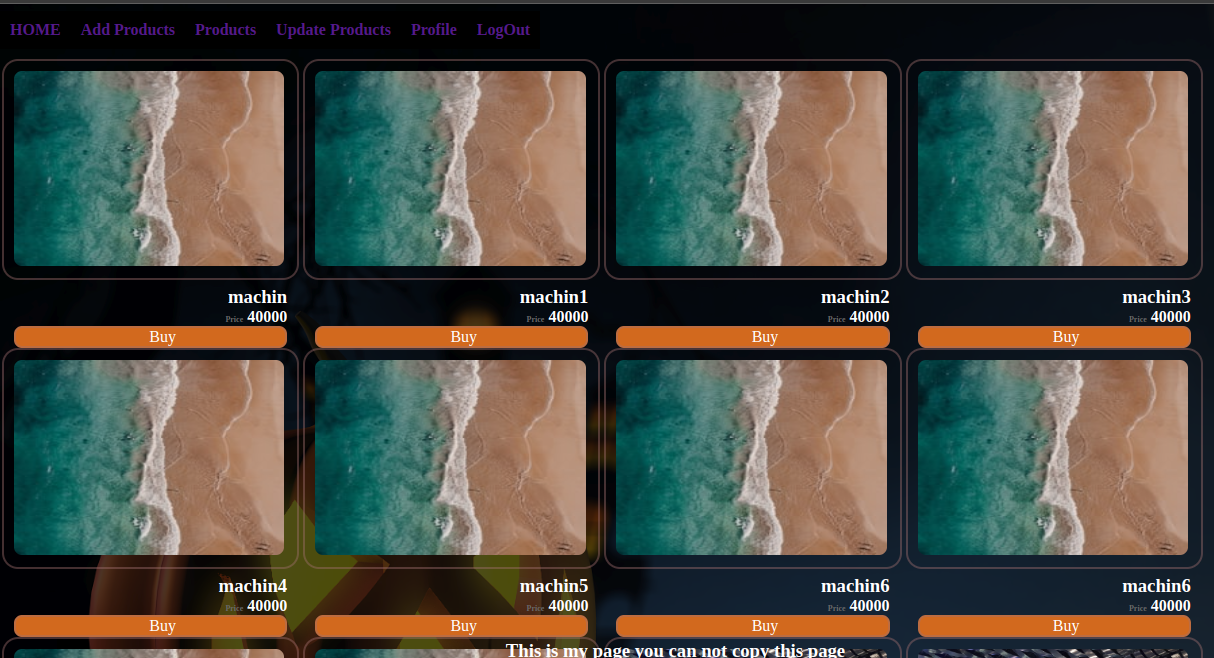 HOME Add Products Products Update Products Profile LogOut
machin machin1 machin2 machin3
Price 40000 Price 40000 Price 40000 Price 40000
Buy Buy Buy Buy
machin4 machin5 machin6 machin6
Price 40000 Price 40000 Price 40000 Price 40000
Buy Buy Buy Buy
This is my page you can not copy this page